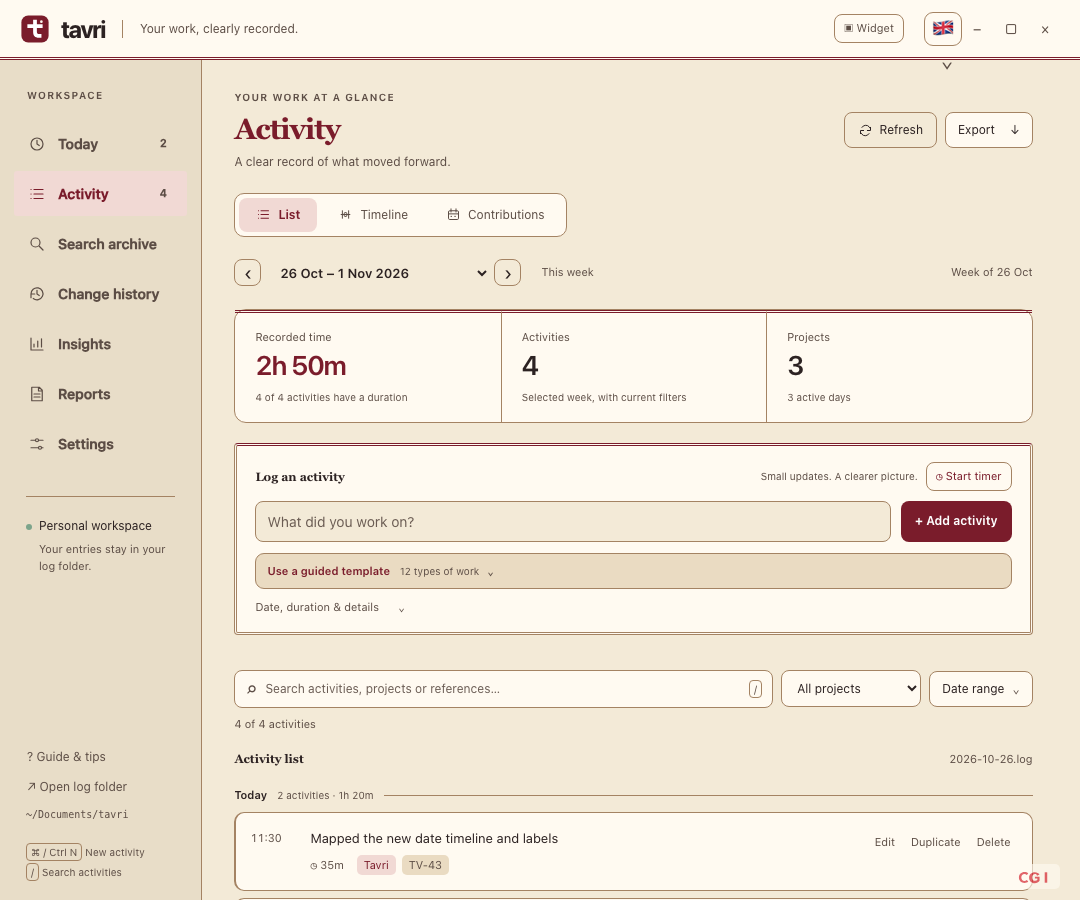 tavri
Your work, clearly recorded.
Widget
WORKSPACE
Today 2
Activity 4
Search archive
Change history
Insights
Reports
Settings
Personal workspace
Your entries stay in your
log folder.
? Guide & tips
↗ Open log folder
~/Documents/tavri
⌘ / Ctrl N New activity
/ Search activities
YOUR WORK AT A GLANCE
Activity
A clear record of what moved forward.
Refresh
Export ↓
List
Timeline
Contributions
‹ 26 Oct – 1 Nov 2026 › This week
Week of 26 Oct
Recorded time
2h 50m
4 of 4 activities have a duration
Activities
4
Selected week, with current filters
Projects
3
3 active days
Log an activity
Small updates. A clearer picture.
Start timer
What did you work on?
+ Add activity
Use a guided template 12 types of work
Date, duration & details
Search activities, projects or references... /
All projects
Date range
4 of 4 activities
Activity list
2026-10-26.log
Today 2 activities · 1h 20m
11:30
Mapped the new date timeline and labels
35m Tavri TV-43
Edit Duplicate Delete
CGI